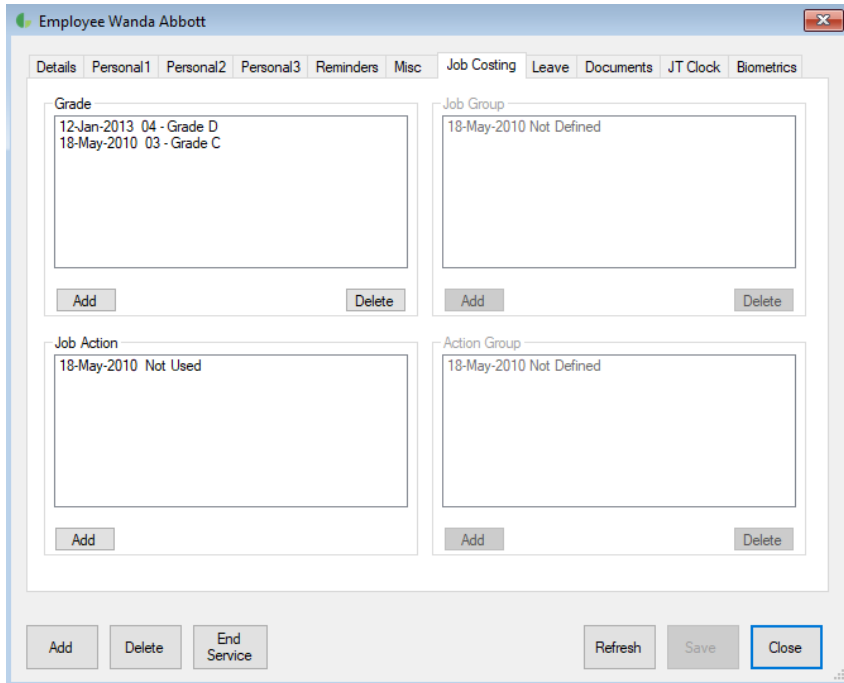 Employee Wanda Abbott
Details Personal1 Personal2 Personal3 Reminders Misc Job Costing Leave Documents JT Clock Biometrics
Grade
12-Jan-2013 04 - Grade D
18-May-2010 03 - Grade C
Add Delete
Job Group
18-May-2010 Not Defined
Add Delete
Job Action
18-May-2010 Not Used
Add
Action Group
18-May-2010 Not Defined
Add Delete
Add Delete End Service Refresh Save Close